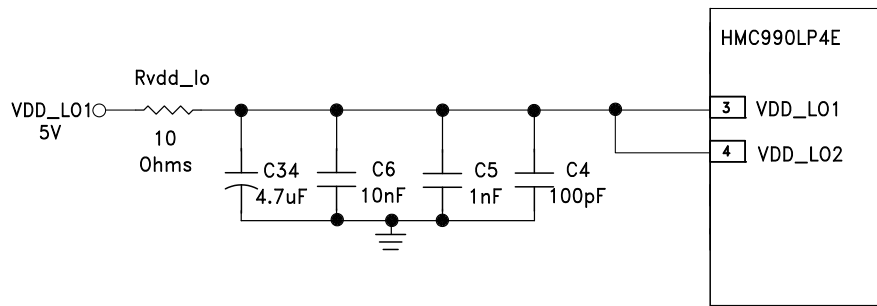 HMC990LP4E
Rvdd_lo
VDD_LO1
5V
10
Ohms
3 VDD_LO1
4 VDD_LO2
C34
4.7uF
C6
10nF
C5
1nF
C4
100pF